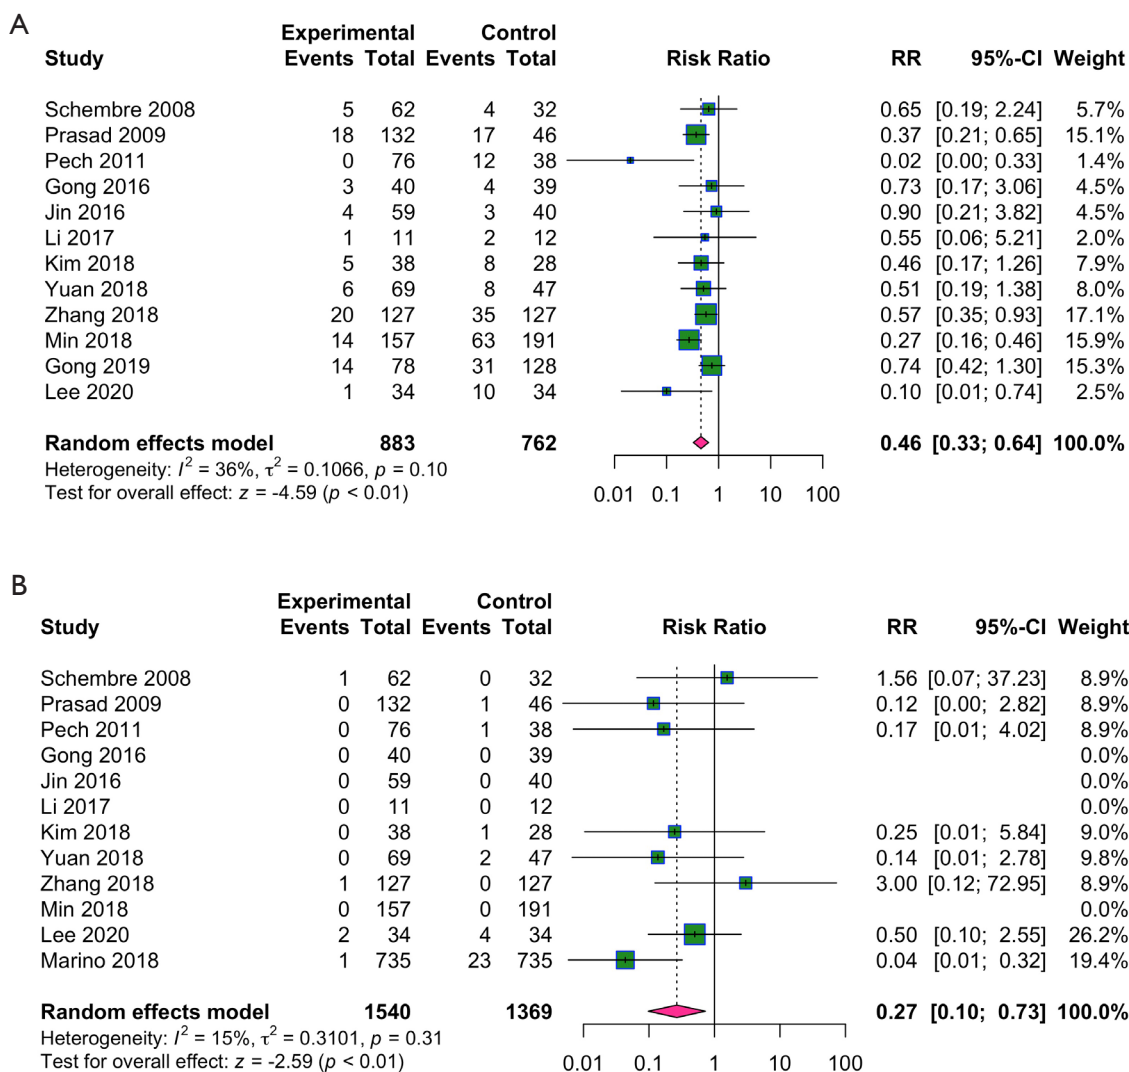 A
Experimental Control
Study Events Total Events Total Risk Ratio RR 95%-CI Weight
Schembre 2008 5 62 4 32 0.65 [0.19; 2.24] 5.7%
Prasad 2009 18 132 17 46 0.37 [0.21; 0.65] 15.1%
Pech 2011 0 76 12 38 0.02 [0.00; 0.33] 1.4%
Gong 2016 3 40 4 39 0.73 [0.17; 3.06] 4.5%
Jin 2016 4 59 3 40 0.90 [0.21; 3.82] 4.5%
Li 2017 1 11 2 12 0.55 [0.06; 5.21] 2.0%
Kim 2018 5 38 8 28 0.46 [0.17; 1.26] 7.9%
Yuan 2018 6 69 8 47 0.51 [0.19; 1.38] 8.0%
Zhang 2018 20 127 35 127 0.57 [0.35; 0.93] 17.1%
Min 2018 14 157 63 191 0.27 [0.16; 0.46] 15.9%
Gong 2019 14 78 31 128 0.74 [0.42; 1.30] 15.3%
Lee 2020 1 34 10 34 0.10 [0.01; 0.74] 2.5%
Random effects model 883 762 0.46 [0.33; 0.64] 100.0%
Heterogeneity: I² = 36%, τ² = 0.1066, p = 0.10
Test for overall effect: z = -4.59 (p < 0.01)
0.01 0.1 1 10 100
B
Experimental Control
Study Events Total Events Total Risk Ratio RR 95%-CI Weight
Schembre 2008 1 62 0 32 1.56 [0.07; 37.23] 8.9%
Prasad 2009 0 132 1 46 0.12 [0.00; 2.82] 8.9%
Pech 2011 0 76 1 38 0.17 [0.01; 4.02] 8.9%
Gong 2016 0 40 0 39 0.0%
Jin 2016 0 59 0 40 0.0%
Li 2017 0 11 0 12 0.0%
Kim 2018 0 38 1 28 0.25 [0.01; 5.84] 9.0%
Yuan 2018 0 69 2 47 0.14 [0.01; 2.78] 9.8%
Zhang 2018 1 127 0 127 3.00 [0.12; 72.95] 8.9%
Min 2018 0 157 0 191 0.0%
Lee 2020 2 34 4 34 0.50 [0.10; 2.55] 26.2%
Marino 2018 1 735 23 735 0.04 [0.01; 0.32] 19.4%
Random effects model 1540 1369 0.27 [0.10; 0.73] 100.0%
Heterogeneity: I² = 15%, τ² = 0.3101, p = 0.31
Test for overall effect: z = -2.59 (p < 0.01)
0.01 0.1 1 10 100